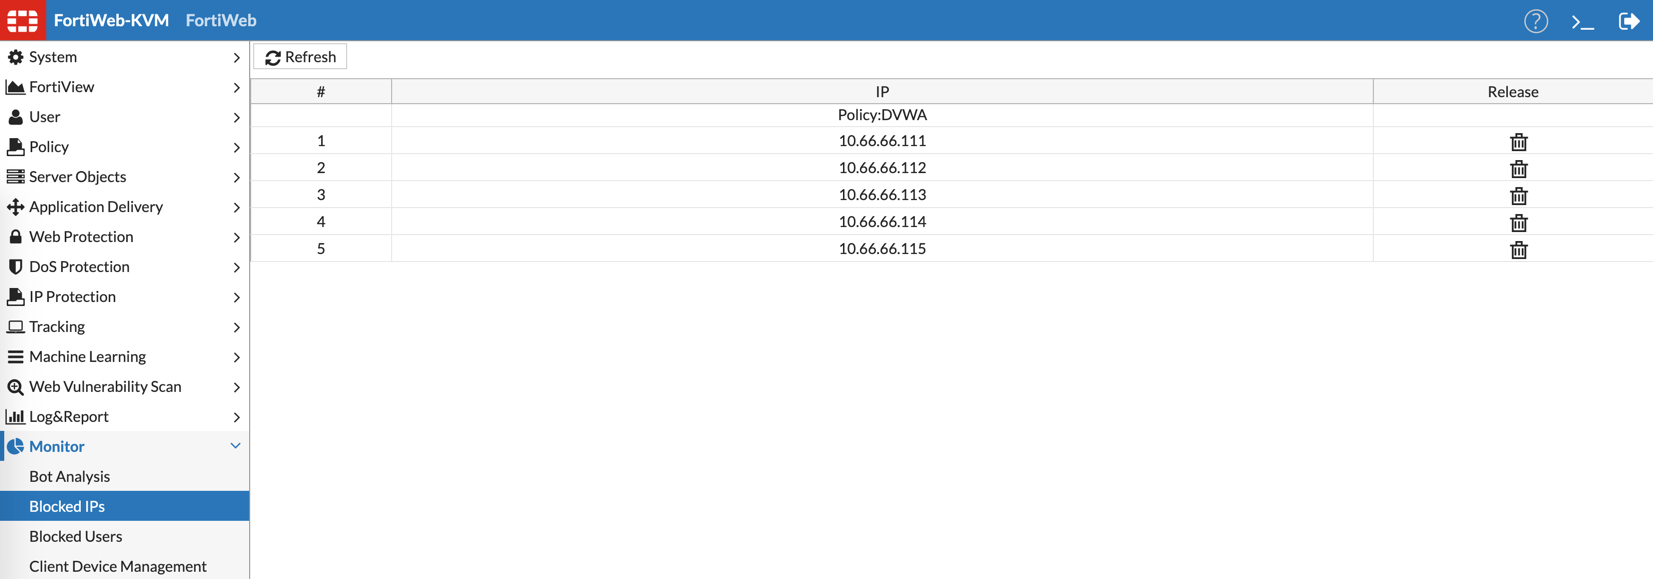 FortiWeb-KVM FortiWeb
?
>_
System
FortiView
User
Policy
Server Objects
Application Delivery
Web Protection
DoS Protection
IP Protection
Tracking
Machine Learning
Web Vulnerability Scan
Log&Report
Monitor
Bot Analysis
Blocked IPs
Blocked Users
Client Device Management
Refresh
# IP Release
Policy:DVWA
1 10.66.66.111
2 10.66.66.112
3 10.66.66.113
4 10.66.66.114
5 10.66.66.115